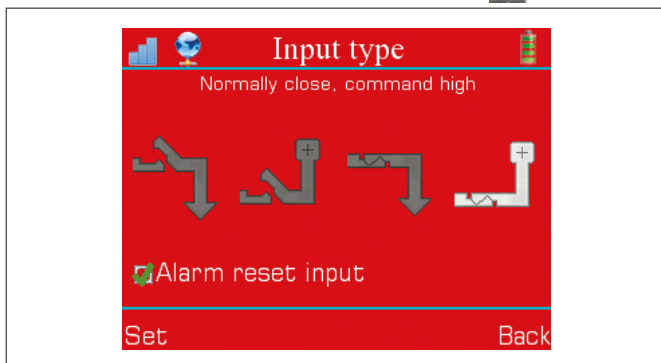 Input type
Normally close, command high
Alarm reset input
Set
Back